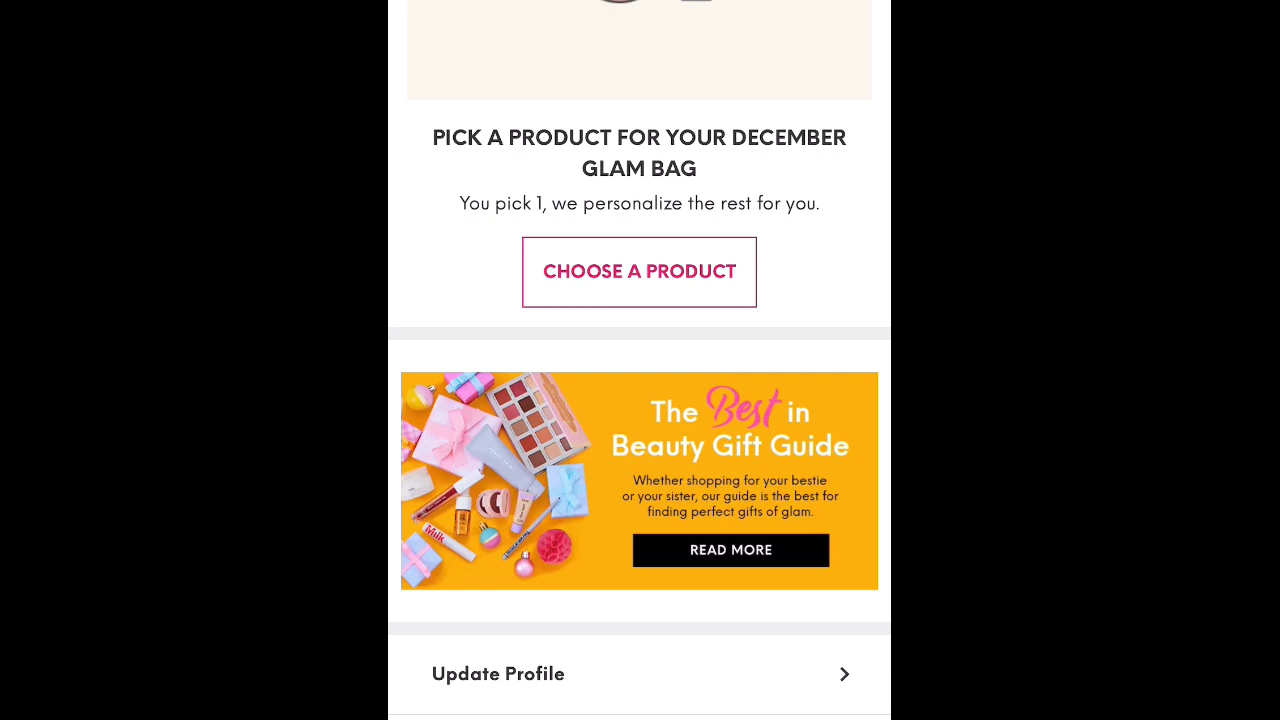 PICK A PRODUCT FOR YOUR DECEMBER
GLAM BAG
You pick 1, we personalize the rest for you.
CHOOSE A PRODUCT
The Best in
Beauty Gift Guide
Whether shopping for your bestie
or your sister, our guide is the best for
finding perfect gifts of glam.
READ MORE
Milk
Update Profile